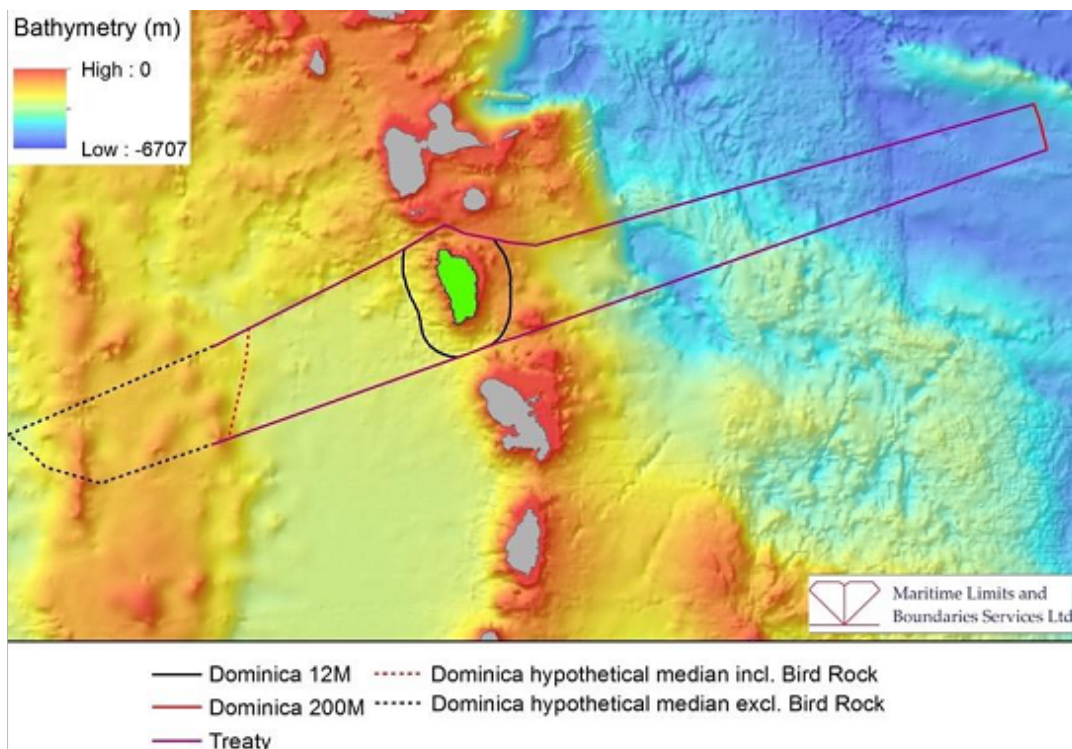 Bathymetry (m)
High : 0
Low : -6707
Maritime Limits and
Boundaries Services Ltd
Dominica 12M
Dominica hypothetical median incl. Bird Rock
Dominica 200M
Dominica hypothetical median excl. Bird Rock
Treaty